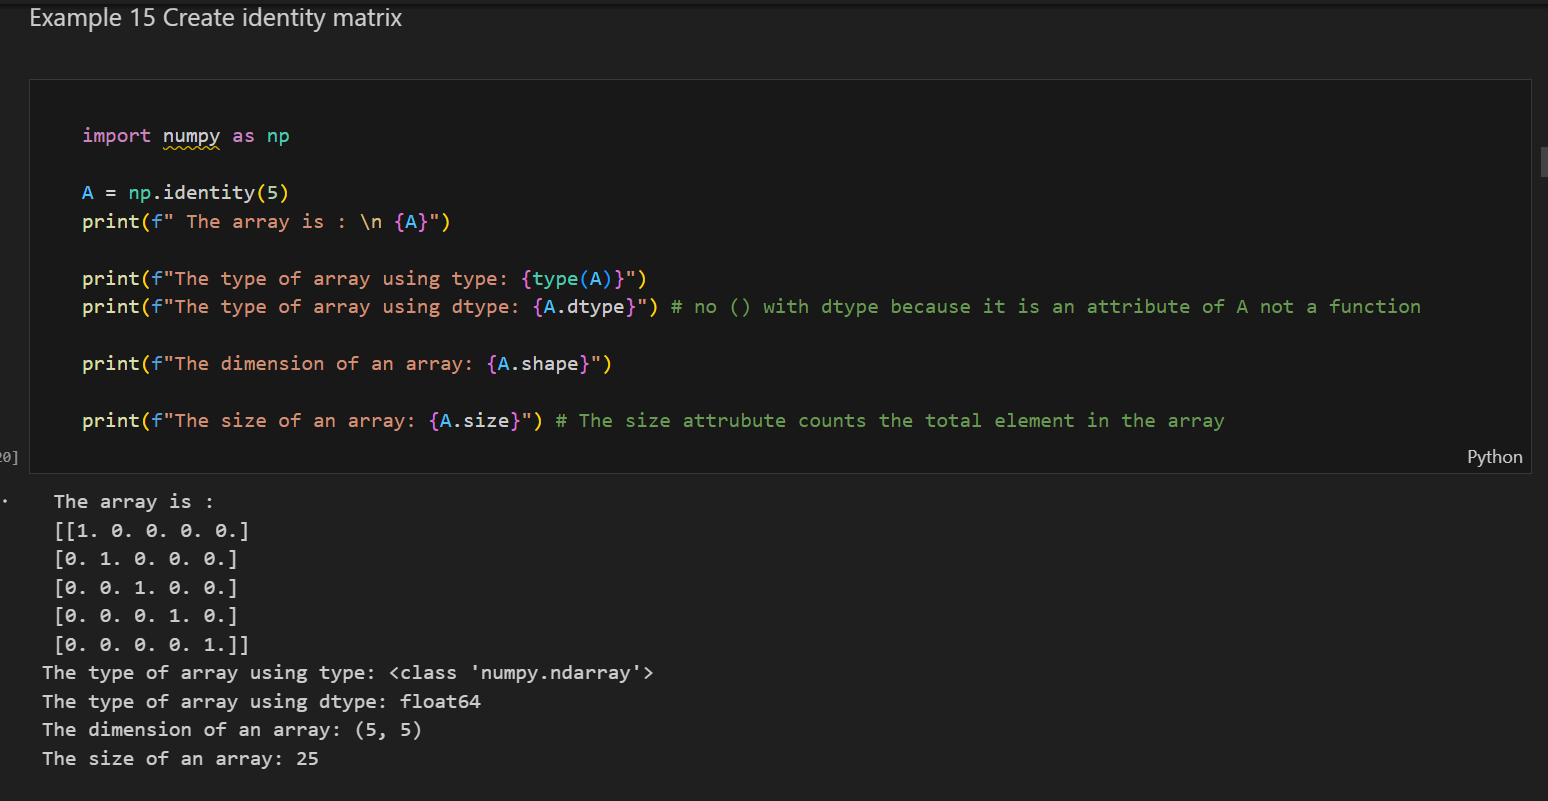 Example 15 Create identity matrix
import numpy as np
A = np.identity(5)
print(f" The array is : \n {A}")
print(f"The type of array using type: {type(A)}")
print(f"The type of array using dtype: {A.dtype}") # no () with dtype because it is an attribute of A not a function
print(f"The dimension of an array: {A.shape}")
print(f"The size of an array: {A.size}") # The size attrubute counts the total element in the array
0]
Python
The array is :
[[1. 0. 0. 0. 0.]
[0. 1. 0. 0. 0.]
[0. 0. 1. 0. 0.]
[0. 0. 0. 1. 0.]
[0. 0. 0. 0. 1.]]
The type of array using type: <class 'numpy.ndarray'>
The type of array using dtype: float64
The dimension of an array: (5, 5)
The size of an array: 25